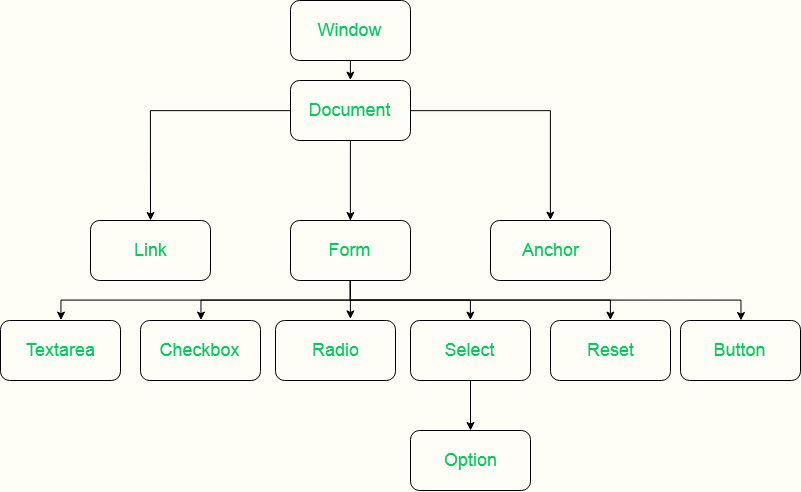 Window
Document
Link
Form
Anchor
Textarea
Checkbox
Radio
Select
Reset
Button
Option